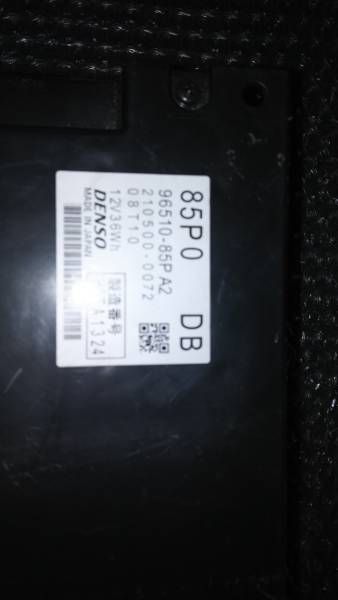 85P0 DB
96510-85PA2
210500-0072
08T10
12V36Wh
DENSO
MADE IN JAPAN
製造番号
A1324